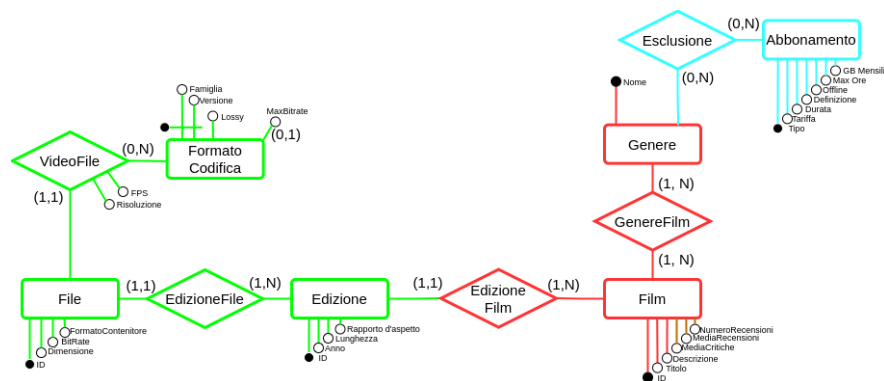 (0,N)
Esclusione
Abbonamento
(0,N)
GB Mensili
Max Ore
Offline
Definizione
Durata
Tariffa
Tipo
Nome
Famiglia
Versione
Lossy
MaxBitrate
(0,1)
VideoFile
(0,N)
Formato
Codifica
Genere
(1,1)
FPS
Risoluzione
(1, N)
GenereFilm
(1, N)
File
(1,1)
EdizioneFile
(1,N)
Edizione
(1,1)
Edizione
Film
(1,N)
Film
FormatoContenitore
BitRate
Dimensione
ID
Rapporto d'aspetto
Lunghezza
Anno
ID
NumeroRecensioni
MediaRecensioni
MediaCritiche
Descrizione
Titolo
ID